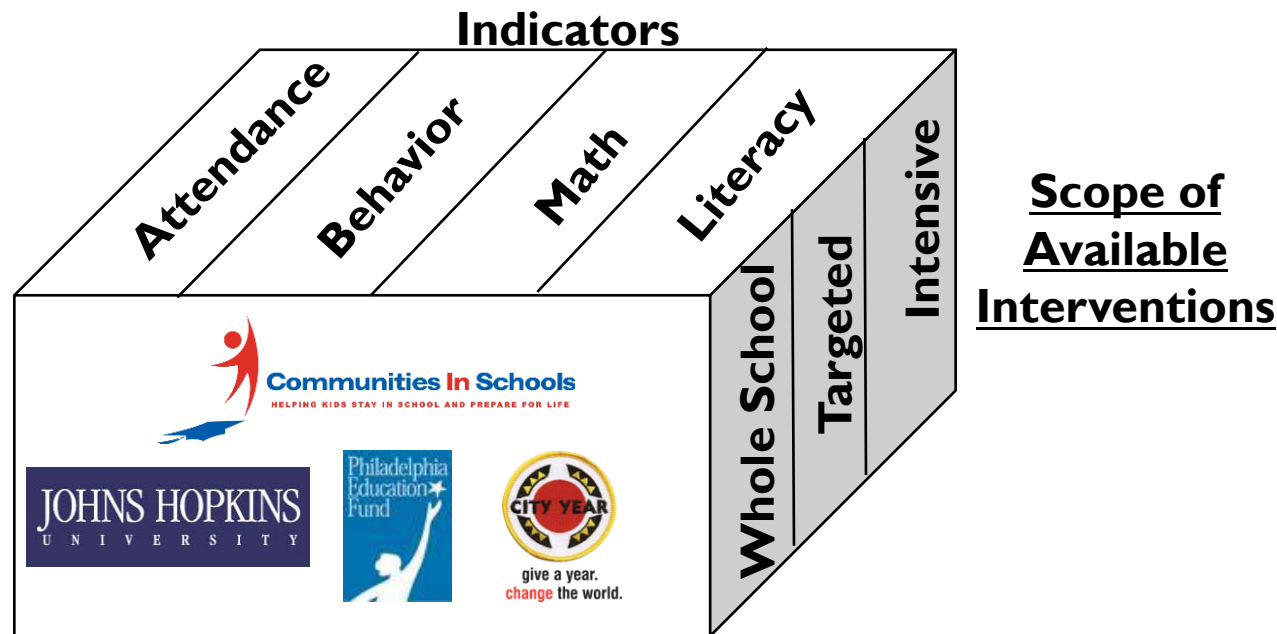 Indicators
Attendance
Behavior
Math
Literacy
Whole School
Targeted
Intensive
Scope of
Available
Interventions
Communities In Schools
HELPING KIDS STAY IN SCHOOL AND PREPARE FOR LIFE
JOHNS HOPKINS
UNIVERSITY
Philadelphia
Education
Fund
CITY YEAR
give a year.
change the world.